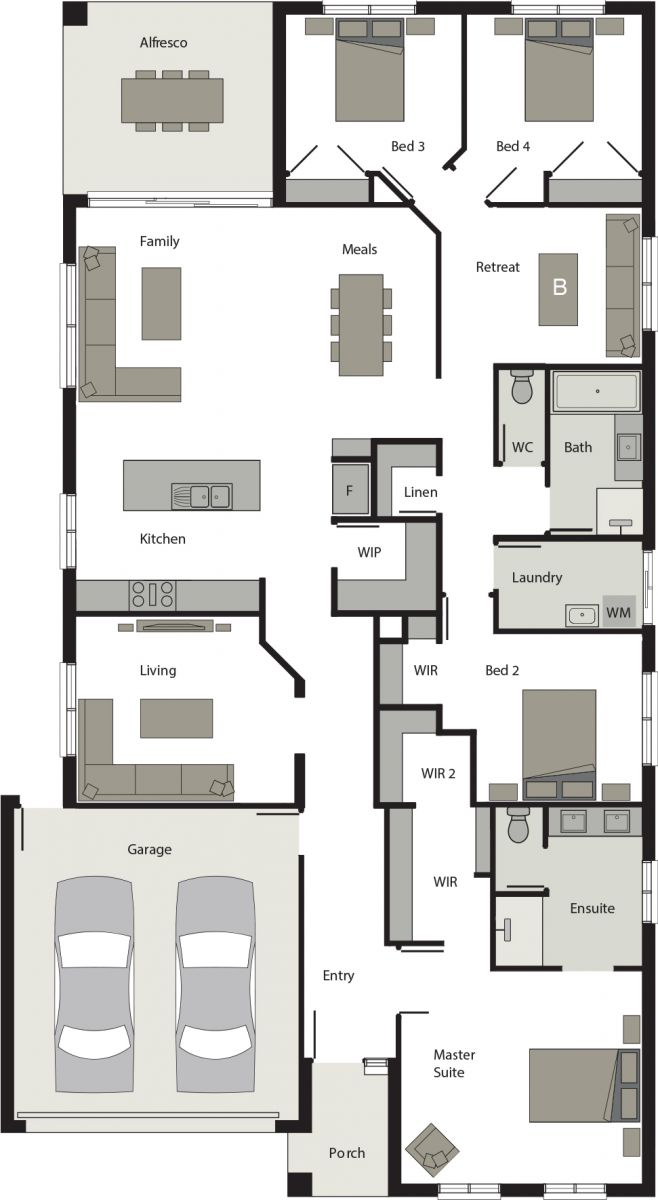 Alfresco
Bed 3
Bed 4
Family
Meals
Retreat
B
WC
Bath
F
Linen
Kitchen
WIP
Laundry
WM
Living
WIR
Bed 2
WIR 2
Garage
WIR
Ensuite
Entry
Master
Suite
Porch